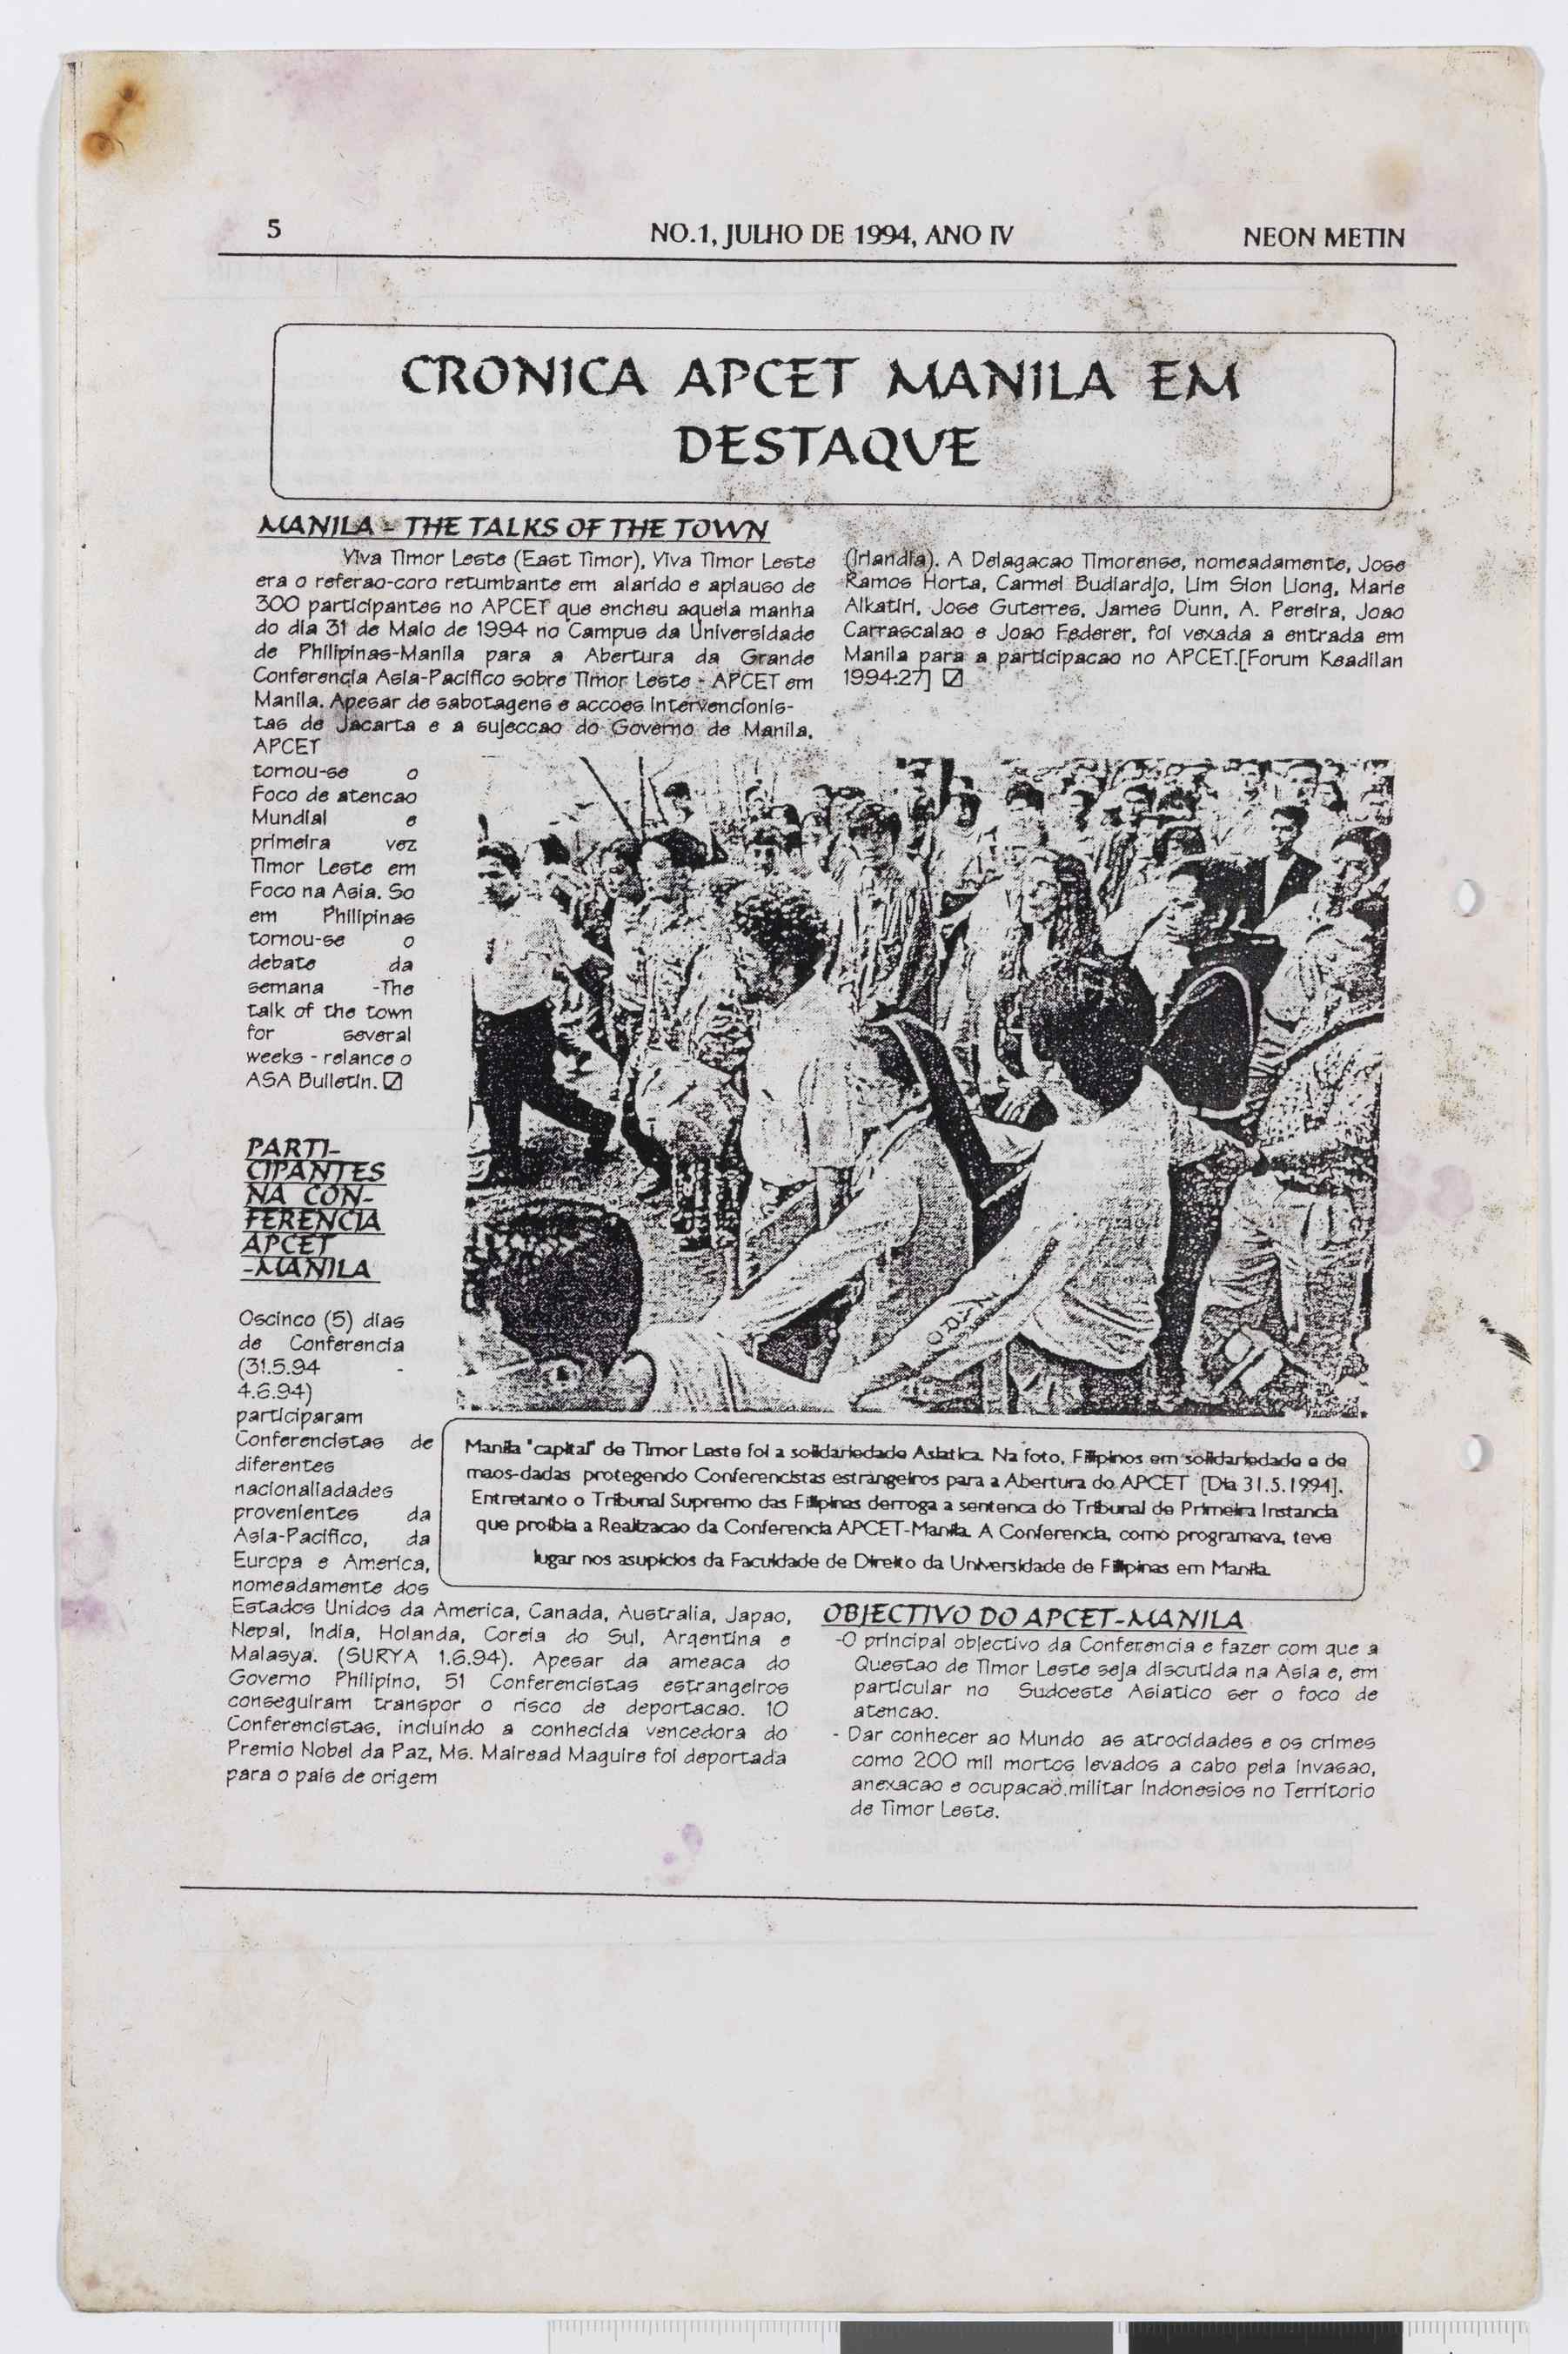 5
NO.1, JULHO DE 1994, ANO IV
NEON METIN
CRONICA APCET MANILA EM
DESTAQUE
MANILA - THE TALKS OF THE TOWN
Viva Timor Leste (East Timor), Viva Timor Leste
era o referao-coro retumbante em alarido e aplauso de
300 participantes no APCET que encheu aquela manha
do dia 31 de Maio de 1994 no Campus da Universidade
de Philipinas-Manila para a Abertura da Grande
Conferencia Asia-Pacifico sobre Timor Leste - APCET em
Manila. Apesar de sabotagens e accoes intervencionis-
tas de Jacarta e a sujeccao do Governo de Manila,
APCET
tornou-se o
Foco de atencao
Mundial e
primeira vez
Timor Leste em
Foco na Asia. So
em Philipinas
tornou-se o
debate da
semana -The
talk of the town
for several
weeks - relance o
ASA Bulletin.
PARTI-
CIPANTES
NA CON-
FERENCIA
APCET
-MANILA
Oscinco (5) dias
de Conferencia
(31.5.94 -
4.6.94)
participaram
Conferencistas de
diferentes
nacionaliadades
provenientes da
Asia-Pacifico, da
Europa e America,
nomeadamente dos
Estados Unidos da America, Canada, Australia, Japao,
Nepal, India, Holanda, Coreia do Sul, Argentina e
Malasya. (SURYA 1.6.94). Apesar da ameaca do
Governo Philipino, 51 Conferencistas estrangeiros
conseguiram transpor o risco de deportacao. 10
Conferencistas, incluindo a conhecida vencedora do
Premio Nobel da Paz, Ms. Mairead Maguire foi deportada
para o pais de origem
(Irlandia). A Delagacao Timorense, nomeadamente, Jose
Ramos Horta, Carmel Budiardjo, Lim Sion Liong, Marie
Alkatiri, Jose Guterres, James Dunn, A. Pereira, Joao
Carrascalao e Joao Federer, foi vexada a entrada em
Manila para a participacao no APCET.[Forum Keadilan
1994:27]
Manila "capital" de Timor Leste foi a solidariedade Asiatica. Na foto, Filipinos em solidariedade e de
maos-dadas protegendo Conferencistas estrangeiros para a Abertura do APCET [Dia 31.5.1994].
Entretanto o Tribunal Supremo das Filipinas derroga a sentenca do Tribunal de Primeira Instancia
que proibia a Realizacao da Conferencia APCET-Manila. A Conferencia, como programava, teve
lugar nos asupicios da Faculdade de Direito da Universidade de Filipinas em Manila.
OBJECTIVO DO APCET-MANILA
-O principal objectivo da Conferencia e fazer com que a
Questao de Timor Leste seja discutida na Asia e, em
particular no Sudoeste Asiatico ser o foco de
atencao.
- Dar conhecer ao Mundo as atrocidades e os crimes
como 200 mil mortos levados a cabo pela invasao,
anexacao e ocupacao militar Indonesios no Territorio
de Timor Leste.